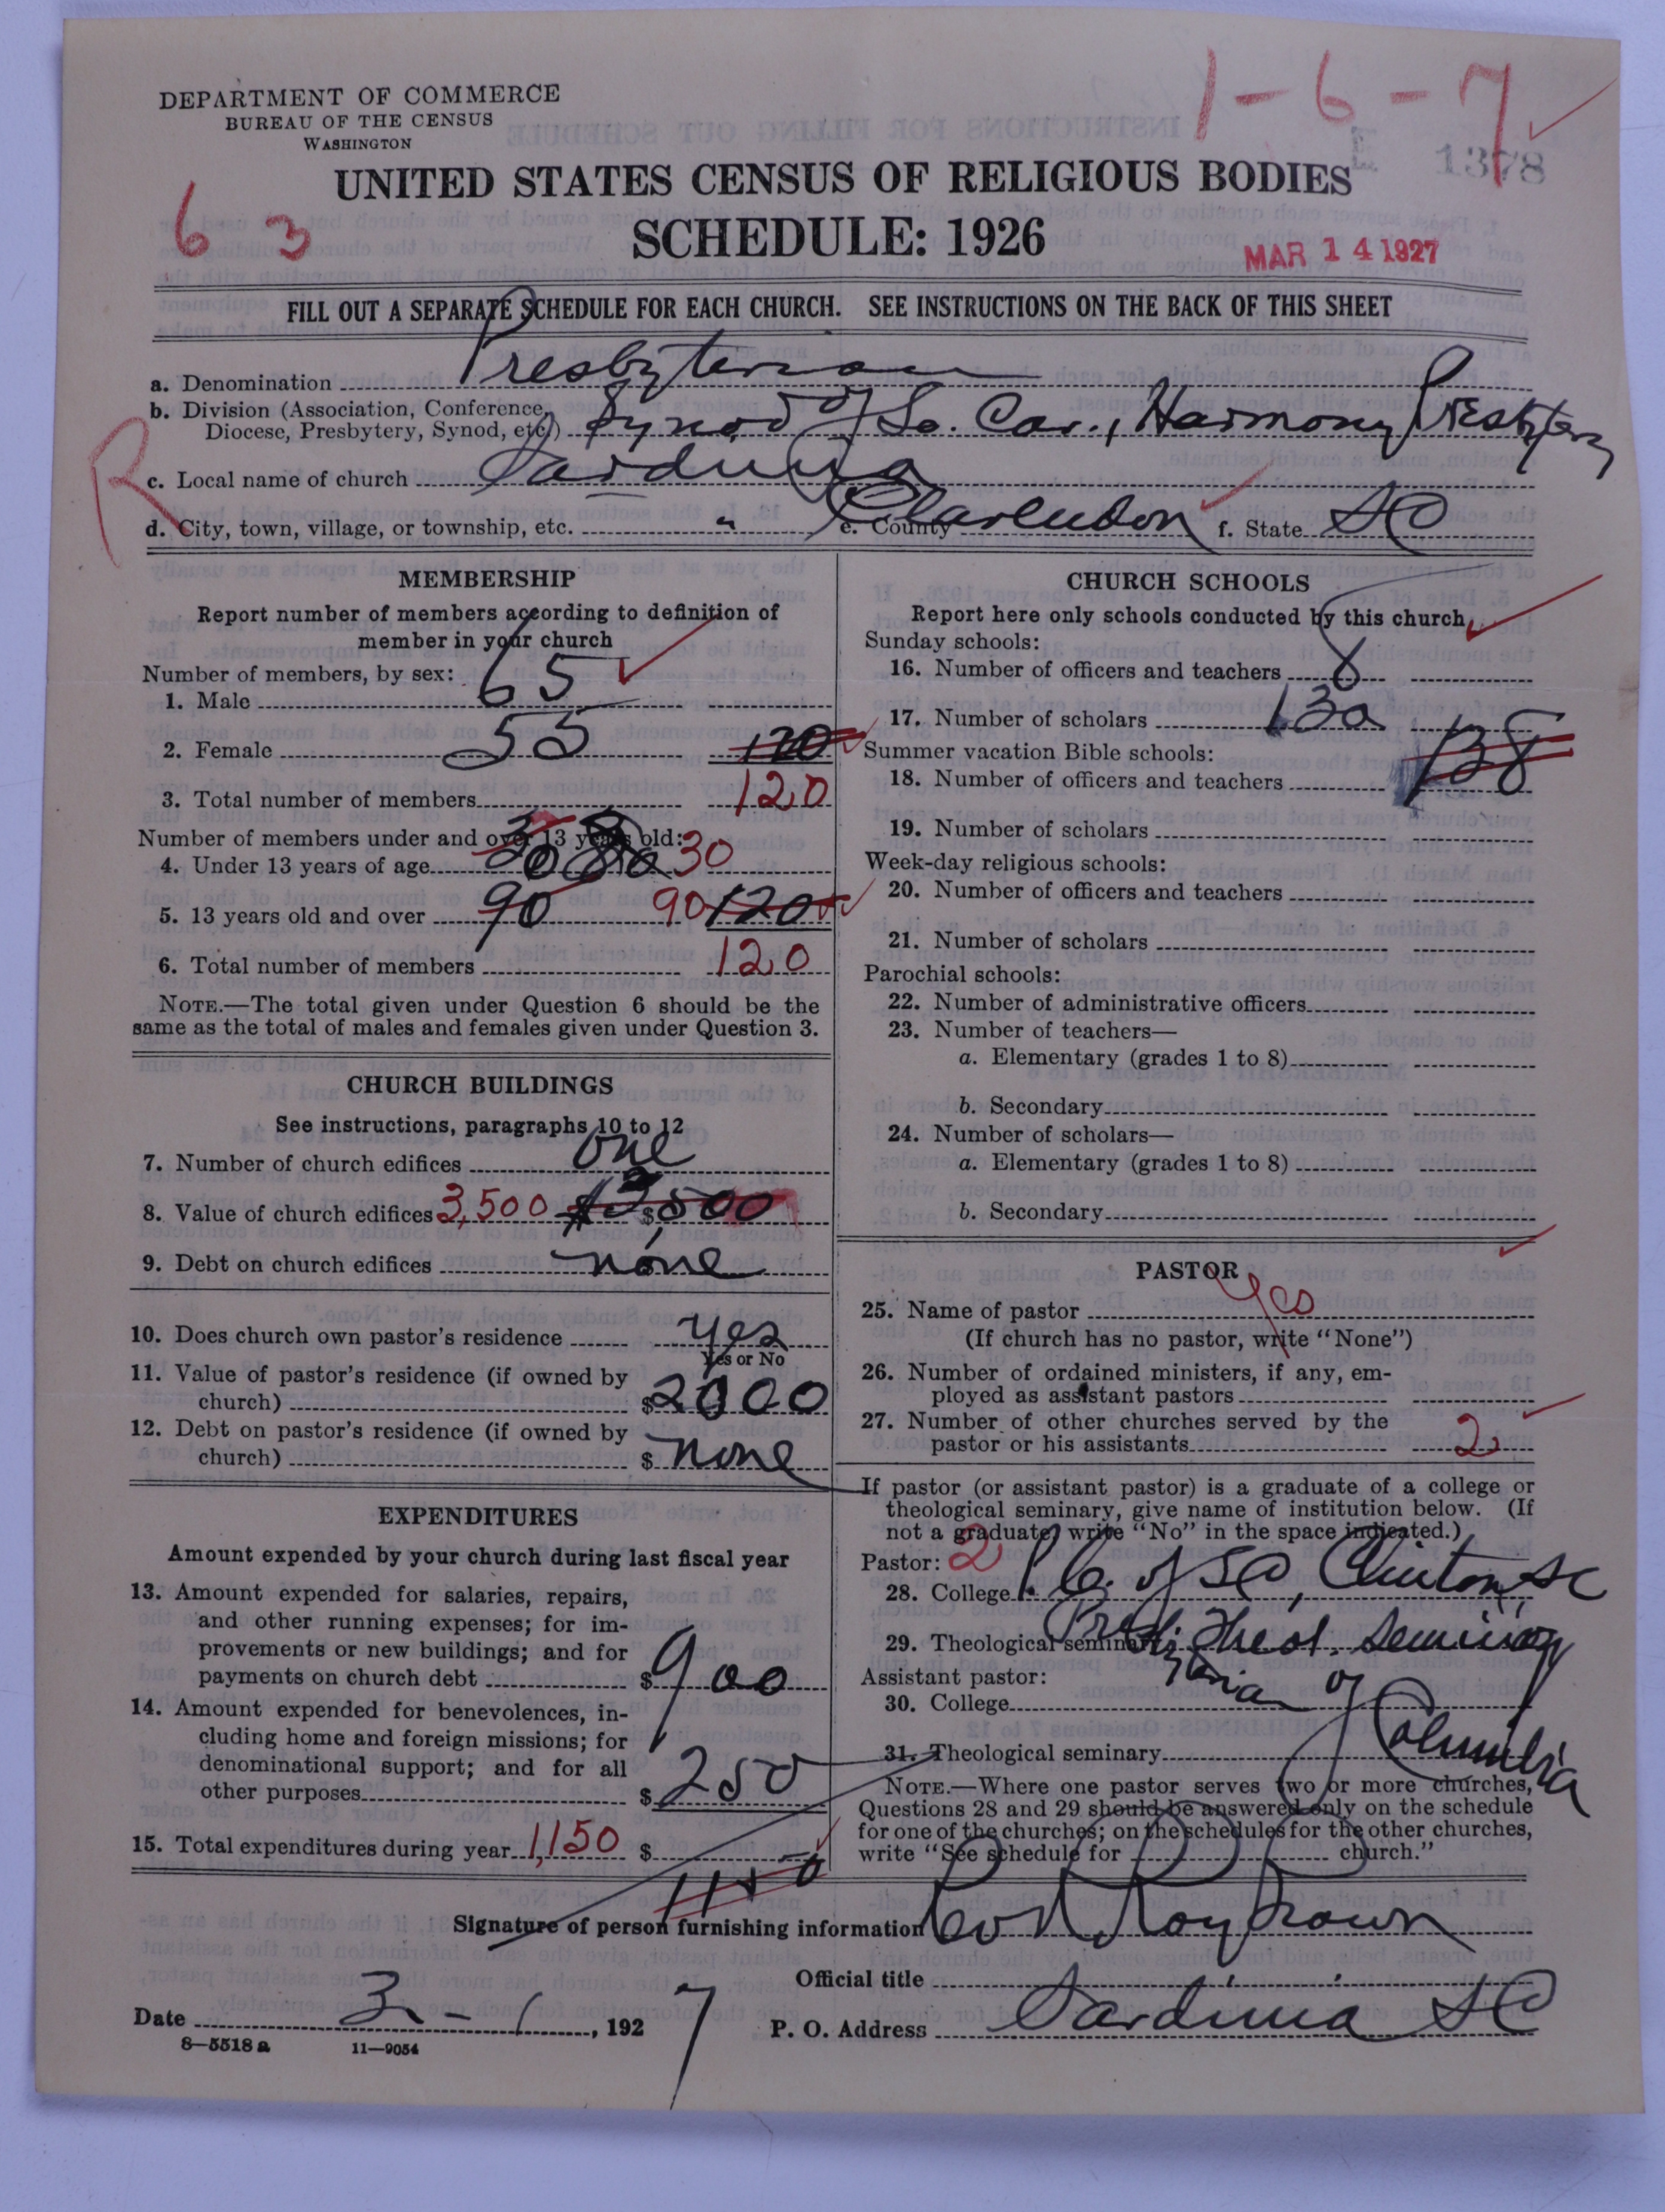 DEPARTMENT OF COMMERCE
BUREAU OF THE CENSUS
WASHINGTON
1-6-7
1378
UNITED STATES CENSUS OF RELIGIOUS BODIES
6 3
SCHEDULE: 1926
MAR 14 1927
FILL OUT A SEPARATE SCHEDULE FOR EACH CHURCH. SEE INSTRUCTIONS ON THE BACK OF THIS SHEET
a. Denomination Presbyterian
b. Division (Association, Conference,
Diocese, Presbytery, Synod, etc.) Synod of So. Car., Harmony Presbytery
R
c. Local name of church Sardinia
d. City, town, village, or township, etc. " e. County Clarendon f. State SC
MEMBERSHIP
Report number of members according to definition of
member in your church
Number of members, by sex:
1. Male 65
2. Female 55 120
3. Total number of members 120
Number of members under and over 13 years old:
4. Under 13 years of age 30 30
5. 13 years old and over 90 90 120
6. Total number of members 120
NOTE.—The total given under Question 6 should be the
same as the total of males and females given under Question 3.
CHURCH BUILDINGS
See instructions, paragraphs 10 to 12
7. Number of church edifices one
8. Value of church edifices 3,500 $3,500
9. Debt on church edifices none
10. Does church own pastor's residence yes
Yes or No
11. Value of pastor's residence (if owned by
church) $2000
12. Debt on pastor's residence (if owned by
church) $ none
EXPENDITURES
Amount expended by your church during last fiscal year
13. Amount expended for salaries, repairs,
and other running expenses; for im-
provements or new buildings; and for
payments on church debt $900
14. Amount expended for benevolences, in-
cluding home and foreign missions; for
denominational support; and for all
other purposes $250
15. Total expenditures during year 1,150 $
1150
CHURCH SCHOOLS
Report here only schools conducted by this church
Sunday schools:
16. Number of officers and teachers 8
17. Number of scholars 130
138
Summer vacation Bible schools:
18. Number of officers and teachers
19. Number of scholars
Week-day religious schools:
20. Number of officers and teachers
21. Number of scholars
Parochial schools:
22. Number of administrative officers
23. Number of teachers—
a. Elementary (grades 1 to 8)
b. Secondary
24. Number of scholars—
a. Elementary (grades 1 to 8)
b. Secondary
PASTOR
25. Name of pastor Yes
(If church has no pastor, write "None")
26. Number of ordained ministers, if any, em-
ployed as assistant pastors
27. Number of other churches served by the
pastor or his assistants 2
If pastor (or assistant pastor) is a graduate of a college or
theological seminary, give name of institution below. (If
not a graduate, write "No" in the space indicated.)
Pastor: 2
28. College P.C. of SC, Clinton, SC
29. Theological seminary Presbyterian Theol. Seminary
of Columbia
Assistant pastor:
30. College
31. Theological seminary
NOTE.—Where one pastor serves two or more churches,
Questions 28 and 29 should be answered only on the schedule
for one of the churches; on the schedules for the other churches,
write "See schedule for church."
Signature of person furnishing information Rev R. Roy Brown
Official title
Date 3-1, 1927
P. O. Address Sardinia SC
8—5518a 11—9054